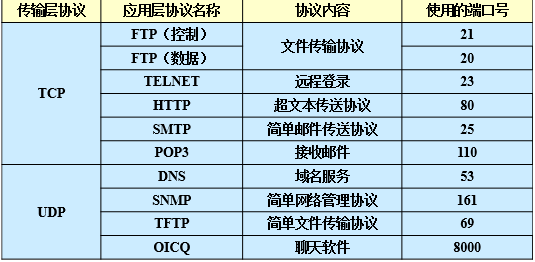 传输层协议 应用层协议名称 协议内容 使用的端口号
TCP
FTP（控制） 文件传输协议 21
FTP（数据） 20
TELNET 远程登录 23
HTTP 超文本传送协议 80
SMTP 简单邮件传送协议 25
POP3 接收邮件 110
UDP
DNS 域名服务 53
SNMP 简单网络管理协议 161
TFTP 简单文件传输协议 69
OICQ 聊天软件 8000